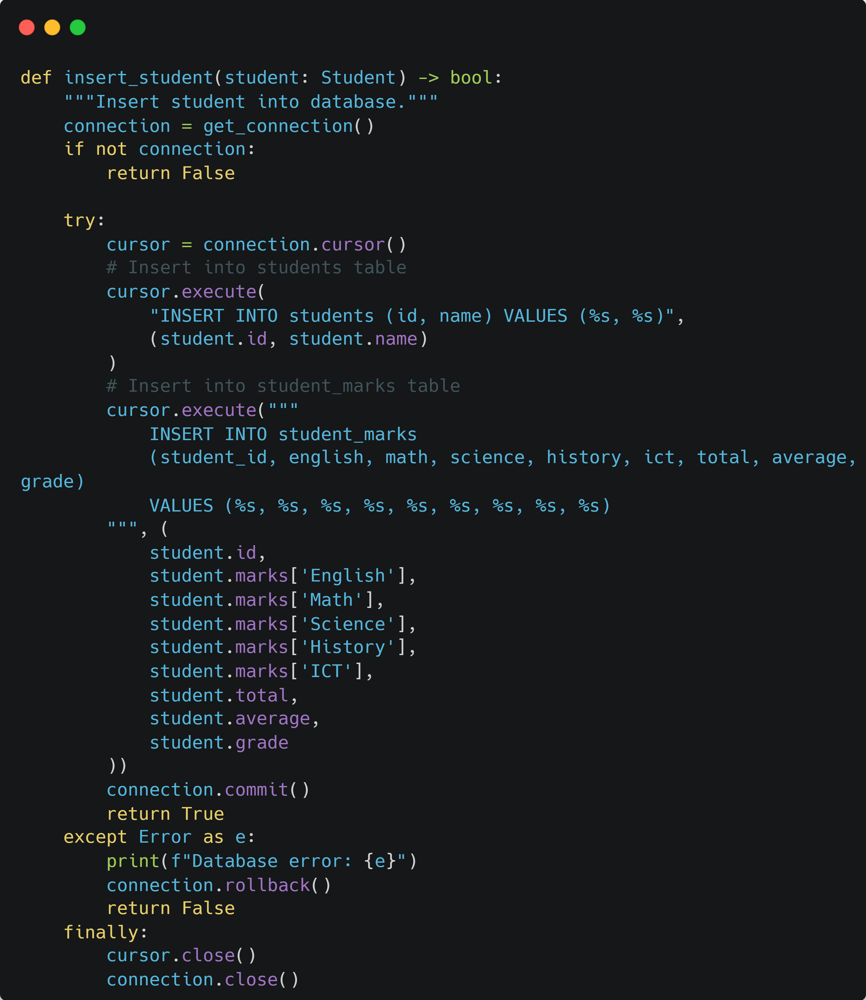 def insert_student(student: Student) -> bool:
    """Insert student into database."""
    connection = get_connection()
    if not connection:
        return False

    try:
        cursor = connection.cursor()
        # Insert into students table
        cursor.execute(
            "INSERT INTO students (id, name) VALUES (%s, %s)",
            (student.id, student.name)
        )
        # Insert into student_marks table
        cursor.execute("""
            INSERT INTO student_marks
            (student_id, english, math, science, history, ict, total, average,
grade)
            VALUES (%s, %s, %s, %s, %s, %s, %s, %s, %s)
        """, (
            student.id,
            student.marks['English'],
            student.marks['Math'],
            student.marks['Science'],
            student.marks['History'],
            student.marks['ICT'],
            student.total,
            student.average,
            student.grade
        ))
        connection.commit()
        return True
    except Error as e:
        print(f"Database error: {e}")
        connection.rollback()
        return False
    finally:
        cursor.close()
        connection.close()